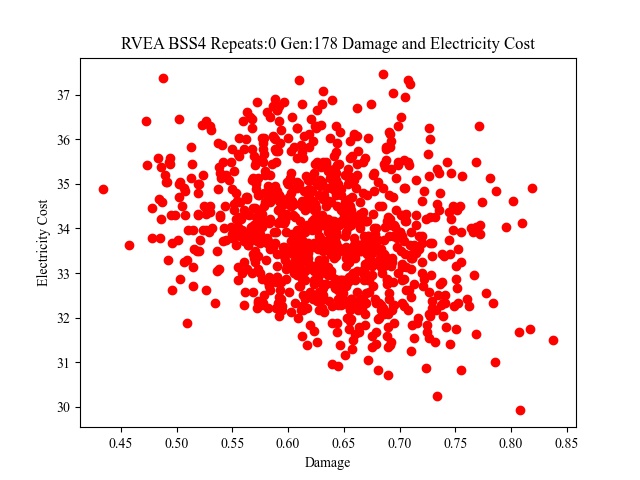 RVEA BSS4 Repeats:0 Gen:178 Damage and Electricity Cost
37
36
35
34
33
32
31
30
Electricity Cost
0.45 0.50 0.55 0.60 0.65 0.70 0.75 0.80 0.85
Damage